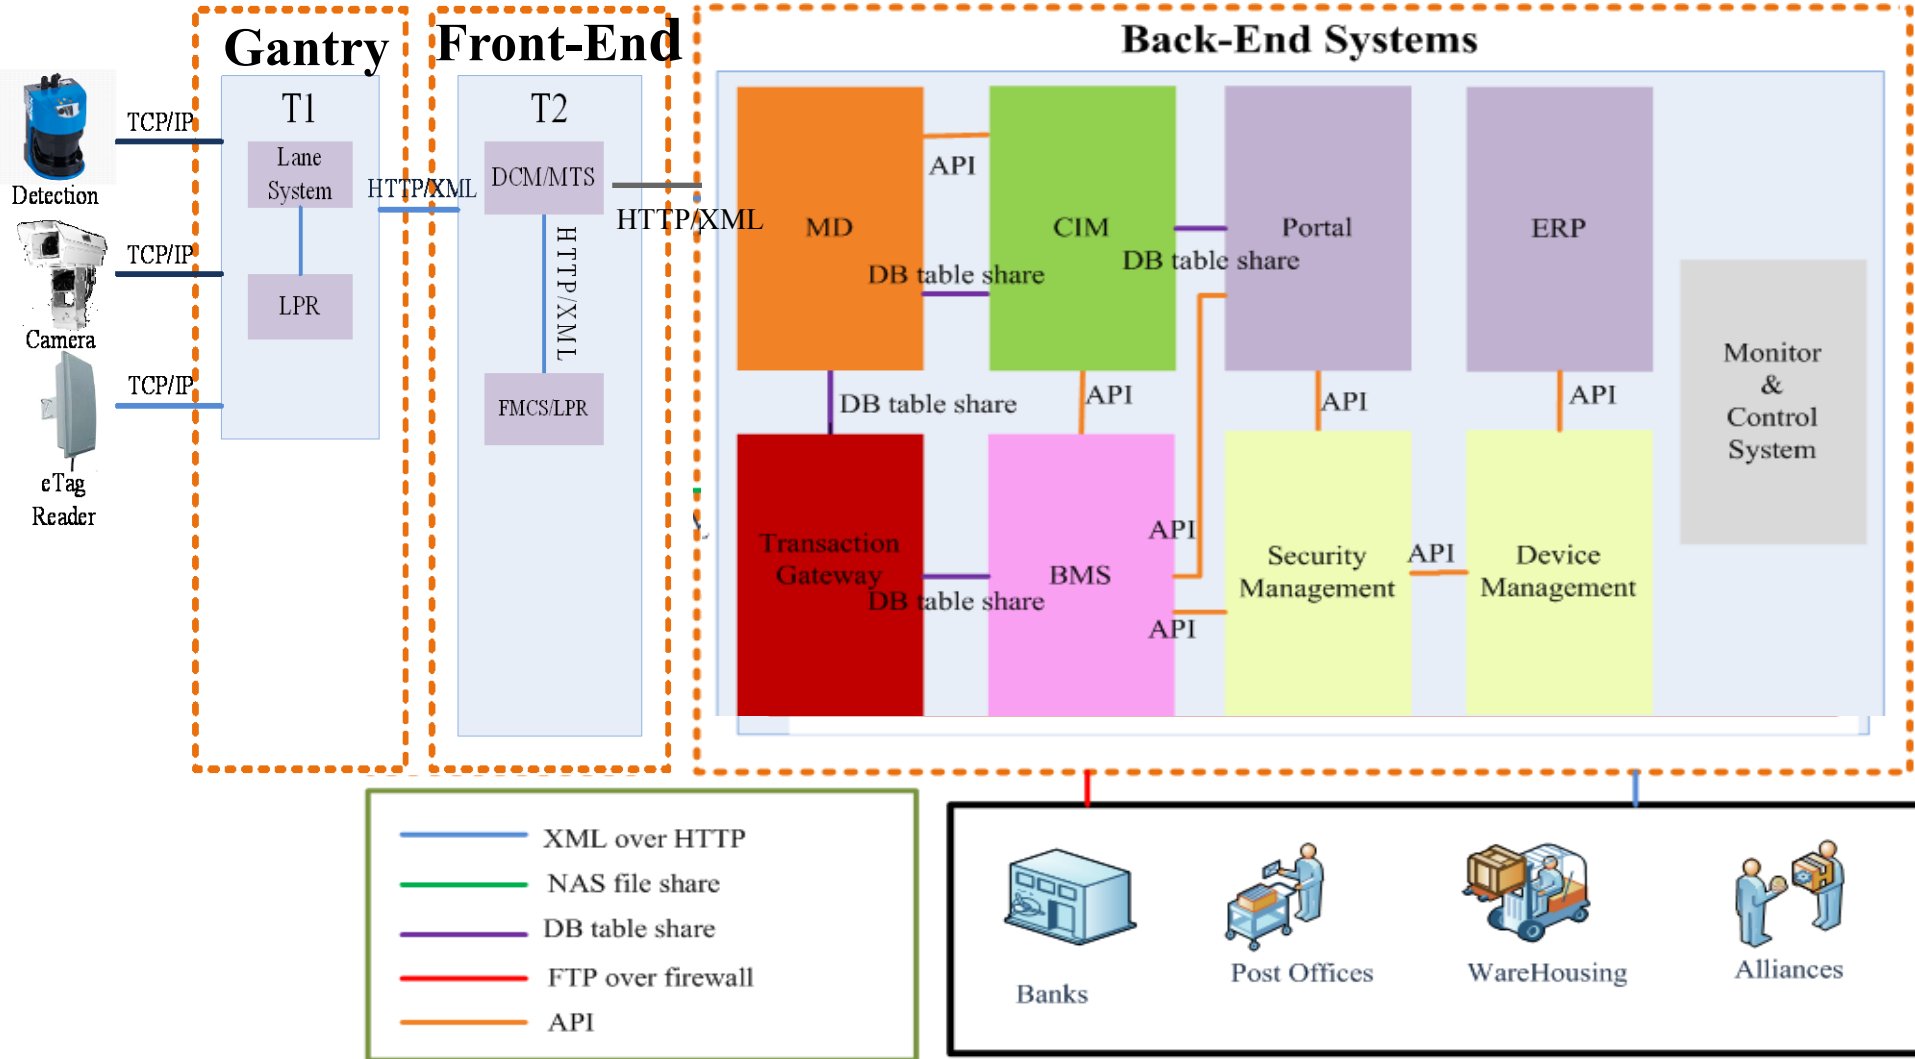 Gantry
Front-End
Back-End Systems
T1
T2
TCP/IP
Lane
System
DCM/MTS
API
Detection
HTTP/XML
HTTP/XML
MD
CIM
Portal
ERP
TCP/IP
HTTP/XML
DB table share
DB table share
LPR
Camera
Monitor
&
Control
System
TCP/IP
FMCS/LPR
DB table share
API
API
API
eTag
Reader
API
Transaction
Gateway
BMS
Security
Management
API
Device
Management
DB table share
API
XML over HTTP
NAS file share
DB table share
FTP over firewall
API
Banks
Post Offices
WareHousing
Alliances